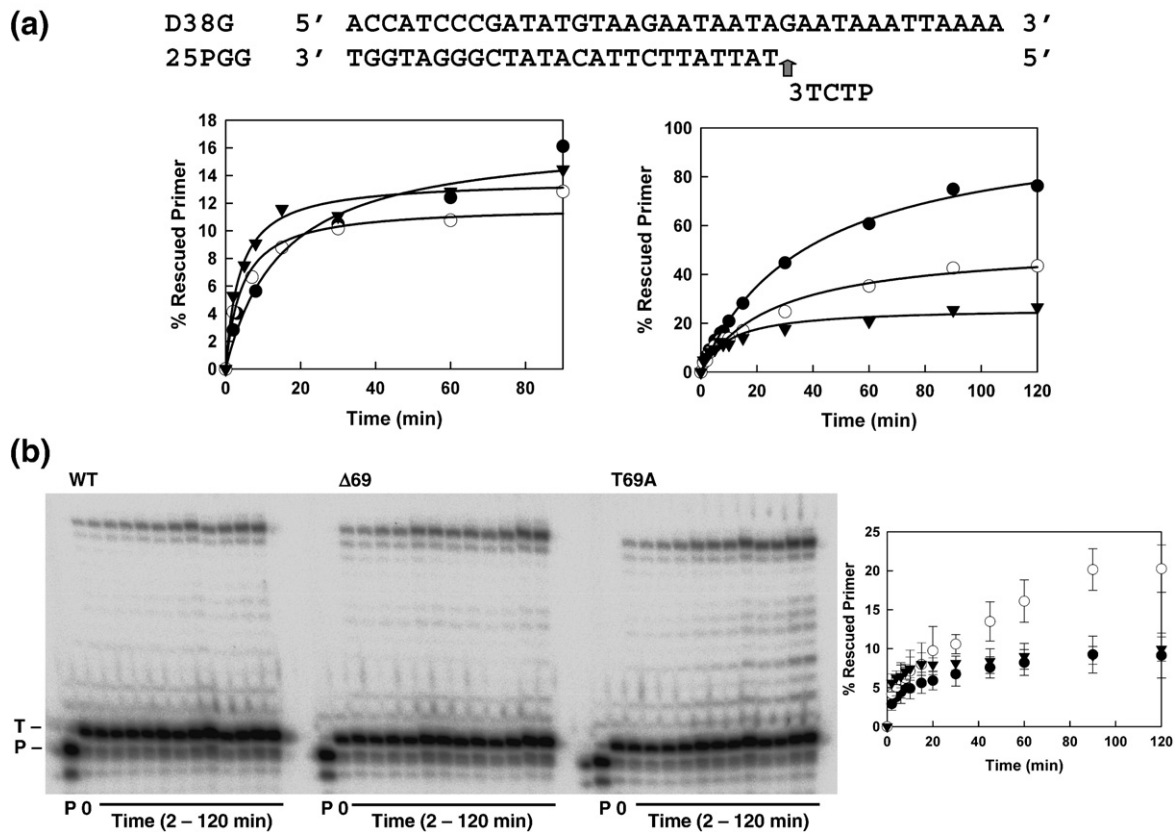 (a)
D38G 5′ ACCATCCCGATATGTAAGAATAATAGAATAAATTAAAA 3′
25PGG 3′ TGGTAGGGCTATACATTCTTATTAT 5′
3TCTP
% Rescued Primer
18
16
14
12
10
8
6
4
2
0
0 20 40 60 80
Time (min)
% Rescued Primer
100
80
60
40
20
0
0 20 40 60 80 100 120
Time (min)
(b)
WT Δ69 T69A
T –
P –
P 0 Time (2 – 120 min)
P 0 Time (2 – 120 min)
P 0 Time (2 – 120 min)
% Rescued Primer
25
20
15
10
5
0
0 20 40 60 80 100 120
Time (min)